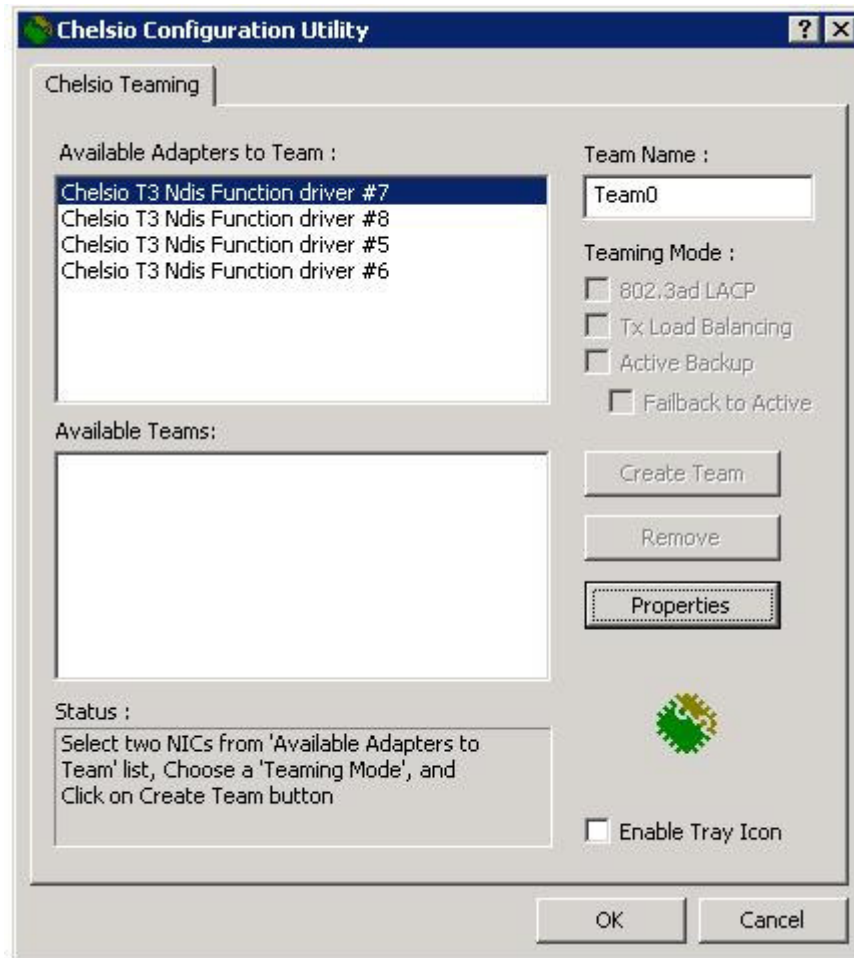 Chelsio Configuration Utility
Chelsio Teaming
Available Adapters to Team :
Chelsio T3 Ndis Function driver #7
Chelsio T3 Ndis Function driver #8
Chelsio T3 Ndis Function driver #5
Chelsio T3 Ndis Function driver #6
Team Name :
Team0
Teaming Mode :
802.3ad LACP
Tx Load Balancing
Active Backup
Failback to Active
Available Teams:
Create Team
Remove
Properties
Status :
Select two NICs from 'Available Adapters to
Team' list, Choose a 'Teaming Mode', and
Click on Create Team button
Enable Tray Icon
OK
Cancel